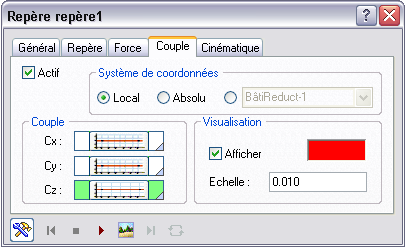 Repère repère1
Général Repère Force Couple Cinématique
Actif
Système de coordonnées
Local Absolu BâtiReduct-1
Couple
Cx :
Cy :
Cz :
Visualisation
Afficher
Echelle : 0.010